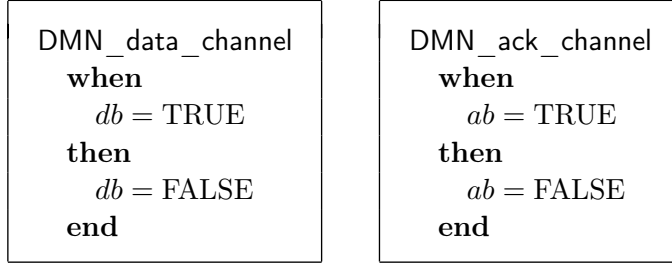 DMN_data_channel
when
db = TRUE
then
db = FALSE
end
DMN_ack_channel
when
ab = TRUE
then
ab = FALSE
end